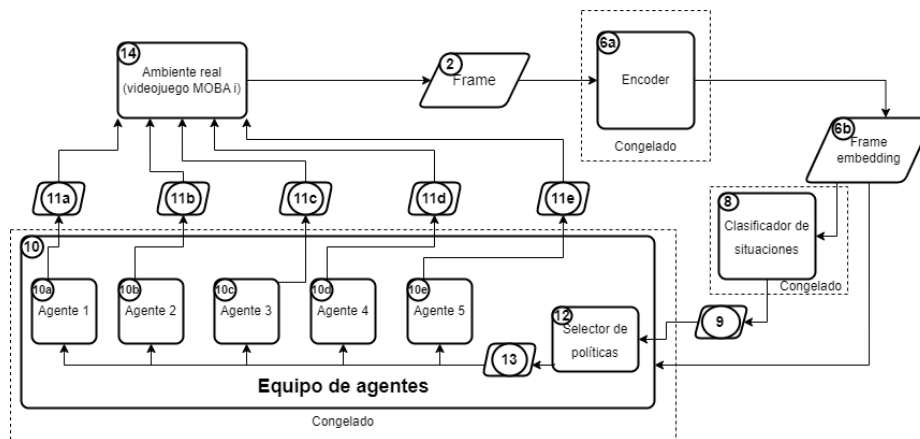 14
Ambiente real
(videojuego MOBA i)
2
Frame
6a
Encoder
Congelado
6b
Frame
embedding
8
Clasificador de
situaciones
Congelado
9
11a
11b
11c
11d
11e
10
10a
Agente 1
10b
Agente 2
10c
Agente 3
10d
Agente 4
10e
Agente 5
12
Selector de
políticas
13
Equipo de agentes
Congelado